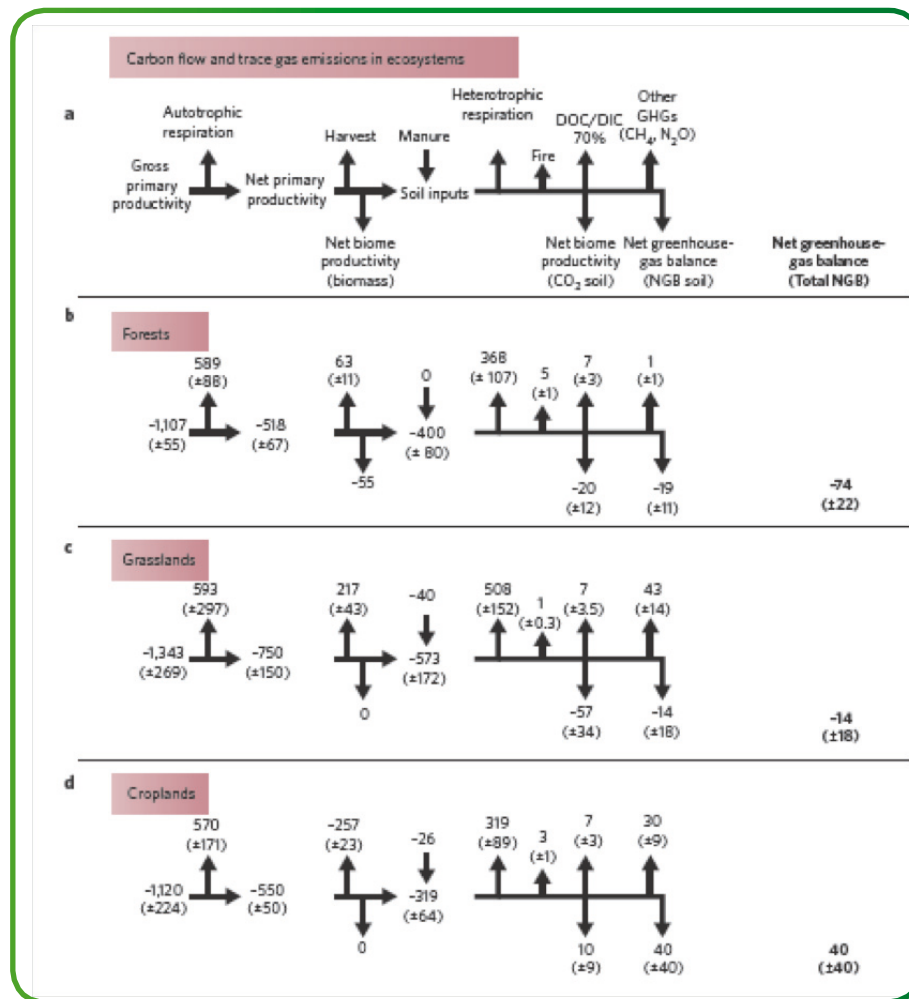 Carbon flow and trace gas emissions in ecosystems
a
Autotrophic
respiration
Gross
primary
productivity
Net primary
productivity
Harvest
Manure
Soil inputs
Net biome
productivity
(biomass)
Heterotrophic
respiration
Fire
DOC/DIC
70%
Other
GHGs
(CH₄, N₂O)
Net biome
productivity
(CO₂ soil)
Net greenhouse-
gas balance
(NGB soil)
Net greenhouse-
gas balance
(Total NGB)
b
Forests
589
(±88)
-1,107
(±55)
-518
(±67)
63
(±11)
0
-400
(± 80)
-55
368
(± 107)
5
(±1)
7
(±3)
1
(±1)
-20
(±12)
-19
(±11)
-74
(±22)
c
Grasslands
593
(±297)
-1,343
(±269)
-750
(±150)
217
(±43)
-40
-573
(±172)
0
508
(±152)
1
(±0.3)
7
(±3.5)
43
(±14)
-57
(±34)
-14
(±18)
-14
(±18)
d
Croplands
570
(±171)
-1,120
(±224)
-550
(±50)
-257
(±23)
-26
-319
(±64)
0
319
(±89)
3
(±1)
7
(±3)
30
(±9)
10
(±9)
40
(±40)
40
(±40)